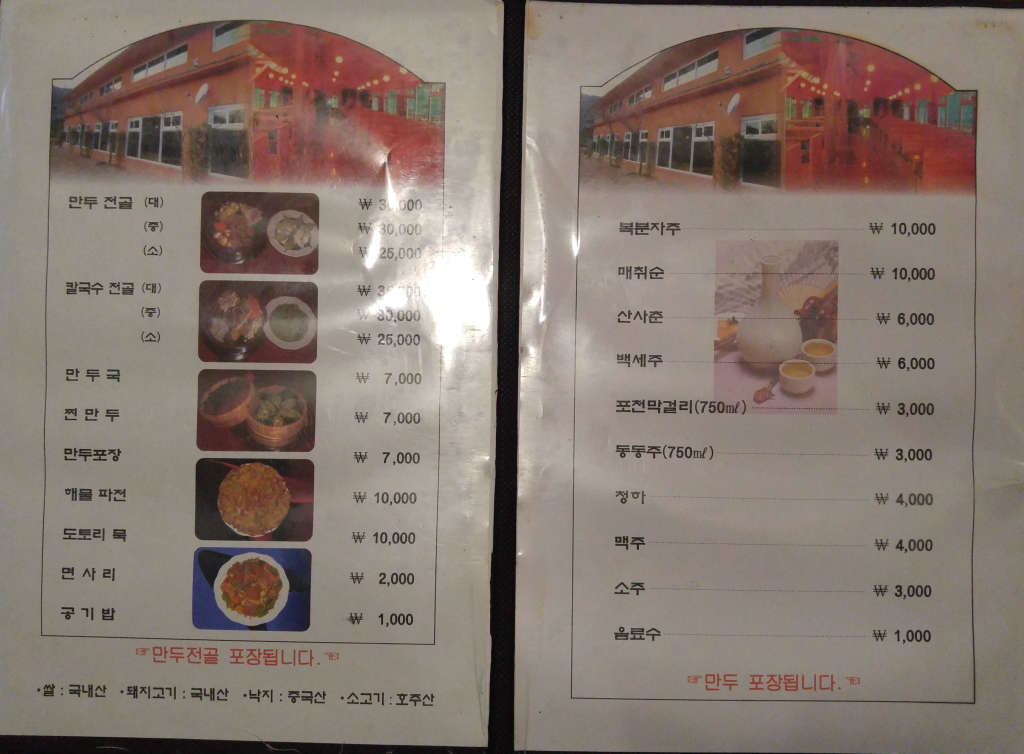 만두 전골 (대) ₩
(중) ₩ 30,000
(소) ₩ 25,000
칼국수 전골 (대) ₩
(중) ₩ 30,000
(소) ₩ 25,000
만 두 국 ₩ 7,000
찐 만 두 ₩ 7,000
만두포장 ₩ 7,000
해물 파전 ₩ 10,000
도토리 묵 ₩ 10,000
면 사 리 ₩ 2,000
공 기 밥 ₩ 1,000
☞만두전골 포장됩니다.☜
•쌀 : 국내산 •돼지고기 : 국내산 •낙지 : 중국산 •소고기 : 호주산
복분자주 ₩ 10,000
매취순 ₩ 10,000
산사춘 ₩ 6,000
백세주 ₩ 6,000
포천막걸리(750㎖) ₩ 3,000
동동주(750㎖) ₩ 3,000
청하 ₩ 4,000
맥주 ₩ 4,000
소주 ₩ 3,000
음료수 ₩ 1,000
☞만두 포장됩니다.☜